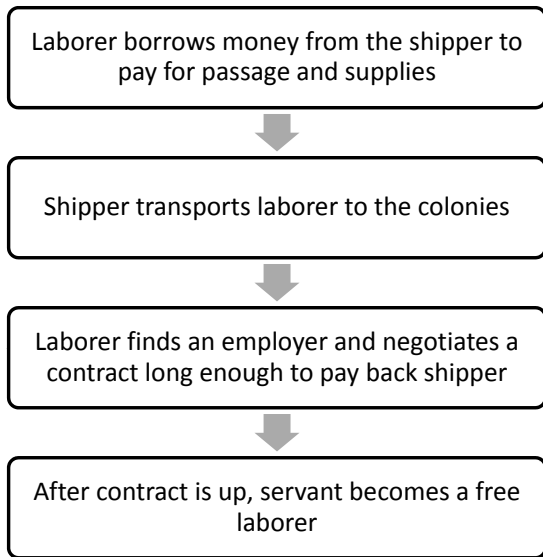 Laborer borrows money from the shipper to
pay for passage and supplies
Shipper transports laborer to the colonies
Laborer finds an employer and negotiates a
contract long enough to pay back shipper
After contract is up, servant becomes a free
laborer